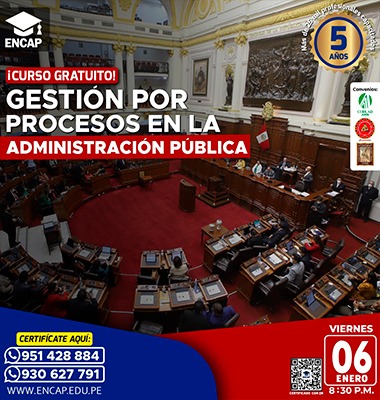 ENCAP
5
AÑOS
Convenios:
¡CURSO GRATUITO!
GESTIÓN POR
PROCESOS EN LA
ADMINISTRACIÓN PÚBLICA
CERTIFÍCATE AQUÍ:
951 428 884
930 627 791
WWW.ENCAP.EDU.PE
VIERNES
06
ENERO
8:30 P.M.